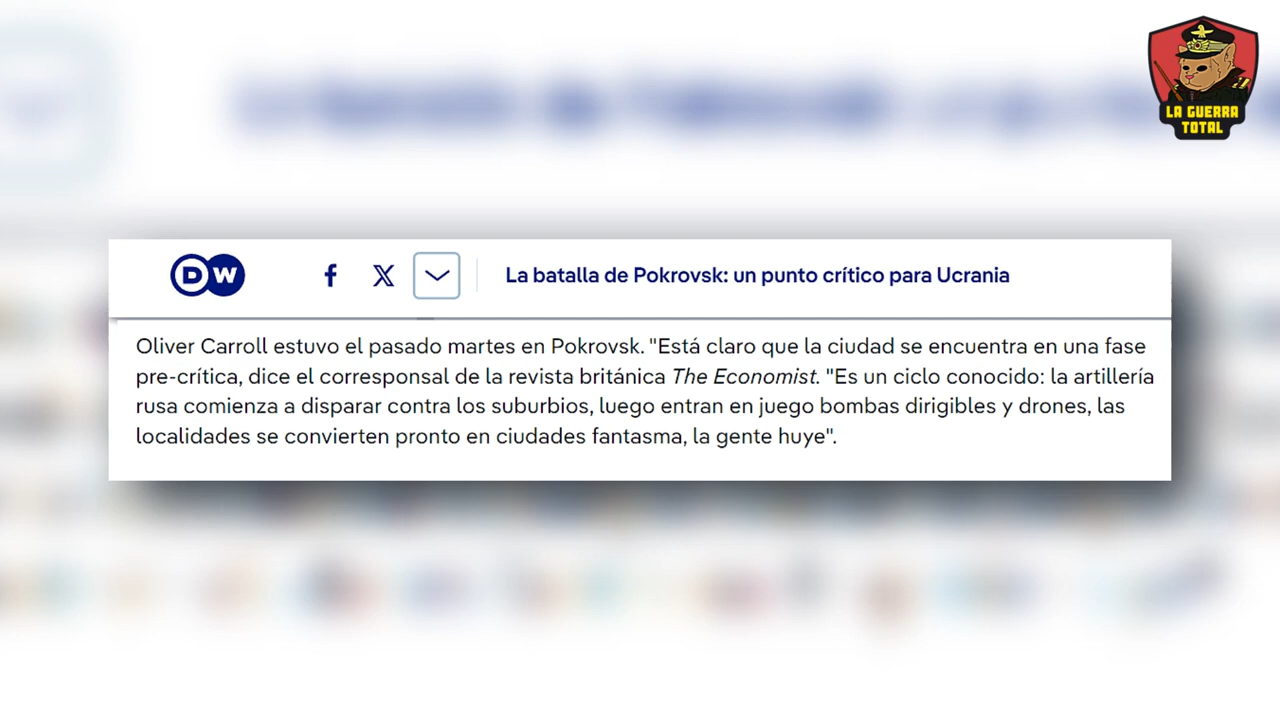 LA GUERRA
TOTAL
DW
La batalla de Pokrovsk: un punto crítico para Ucrania
Oliver Carroll estuvo el pasado martes en Pokrovsk. "Está claro que la ciudad se encuentra en una fase
pre-crítica, dice el corresponsal de la revista británica The Economist. "Es un ciclo conocido: la artillería
rusa comienza a disparar contra los suburbios, luego entran en juego bombas dirigibles y drones, las
localidades se convierten pronto en ciudades fantasma, la gente huye".